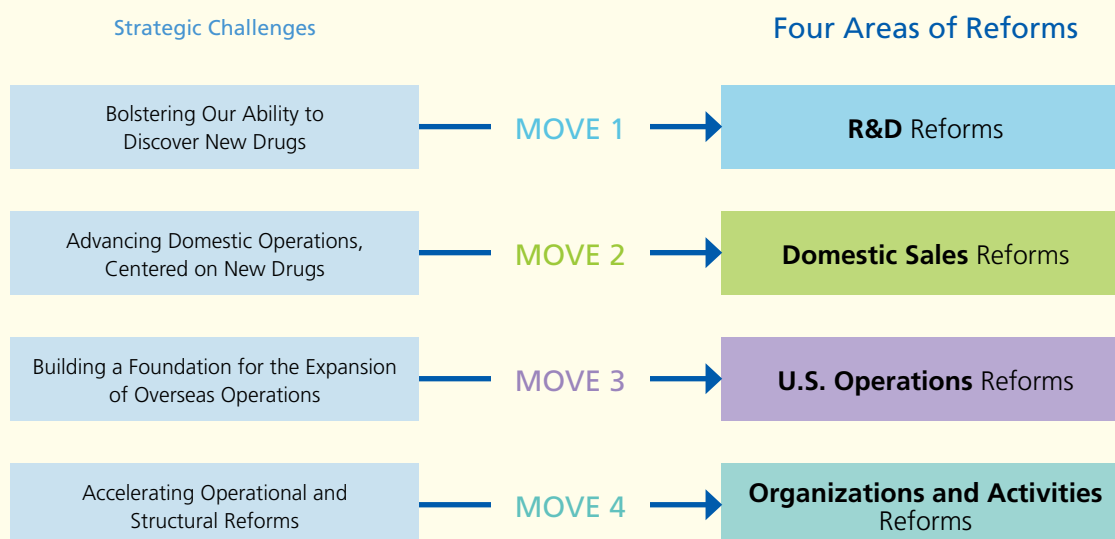 Strategic Challenges
Four Areas of Reforms
Bolstering Our Ability to
Discover New Drugs
MOVE 1
R&D Reforms
Advancing Domestic Operations,
Centered on New Drugs
MOVE 2
Domestic Sales Reforms
Building a Foundation for the Expansion
of Overseas Operations
MOVE 3
U.S. Operations Reforms
Accelerating Operational and
Structural Reforms
MOVE 4
Organizations and Activities
Reforms